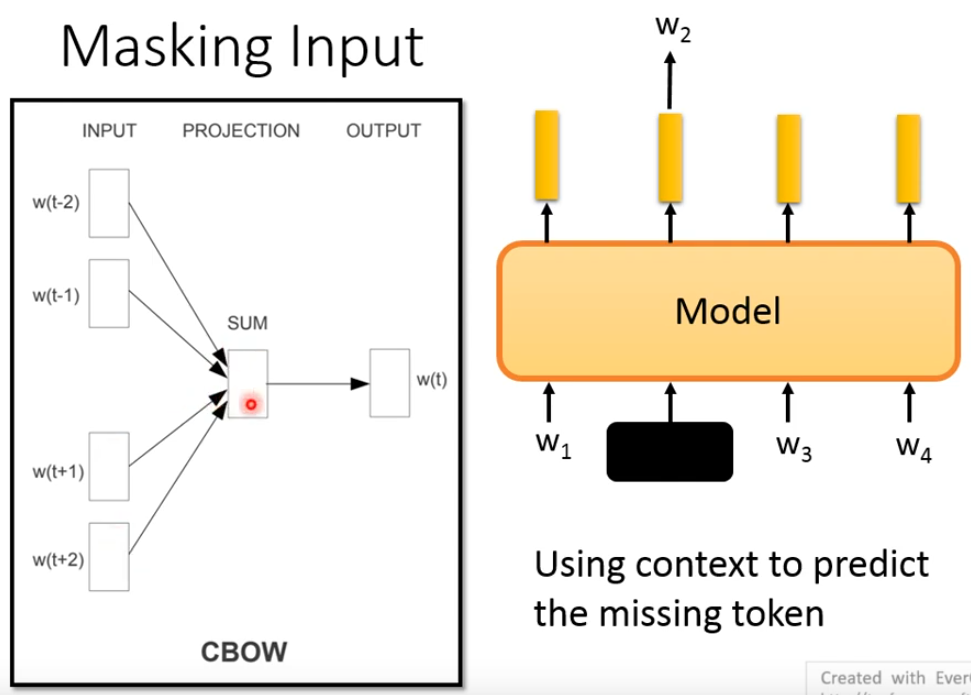 Masking Input
INPUT PROJECTION OUTPUT
w(t-2)
w(t-1)
SUM
w(t)
w(t+1)
w(t+2)
CBOW
w₂
Model
w₁ w₃ w₄
Using context to predict
the missing token
Created with